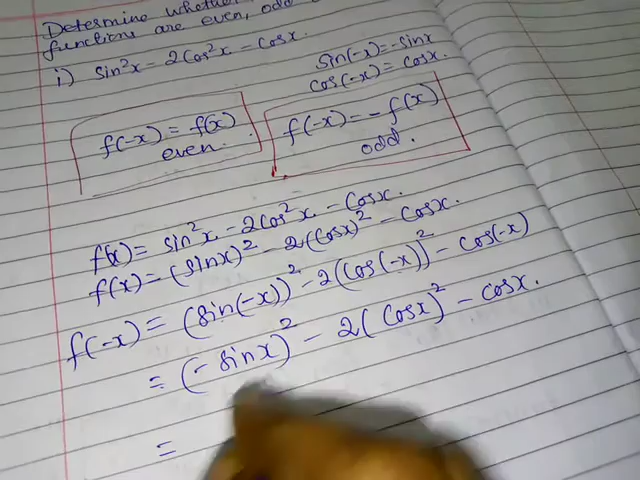 Determine whether
functions are even, odd
i) sin²x - 2Cos²x - Cosx.
sin(-x) = -sinx
cos(-x) = cosx.
f(-x) = f(x)
even.
f(-x) = - f(x)
odd.
f(x) = sin²x - 2Cos²x - Cosx.
f(x) = (sinx)² - 2(Cosx)² - Cosx.
f(-x) = (sin(-x))² - 2(Cos(-x))² - Cos(-x)
= (-sinx)² - 2(Cosx)² - Cosx.
=